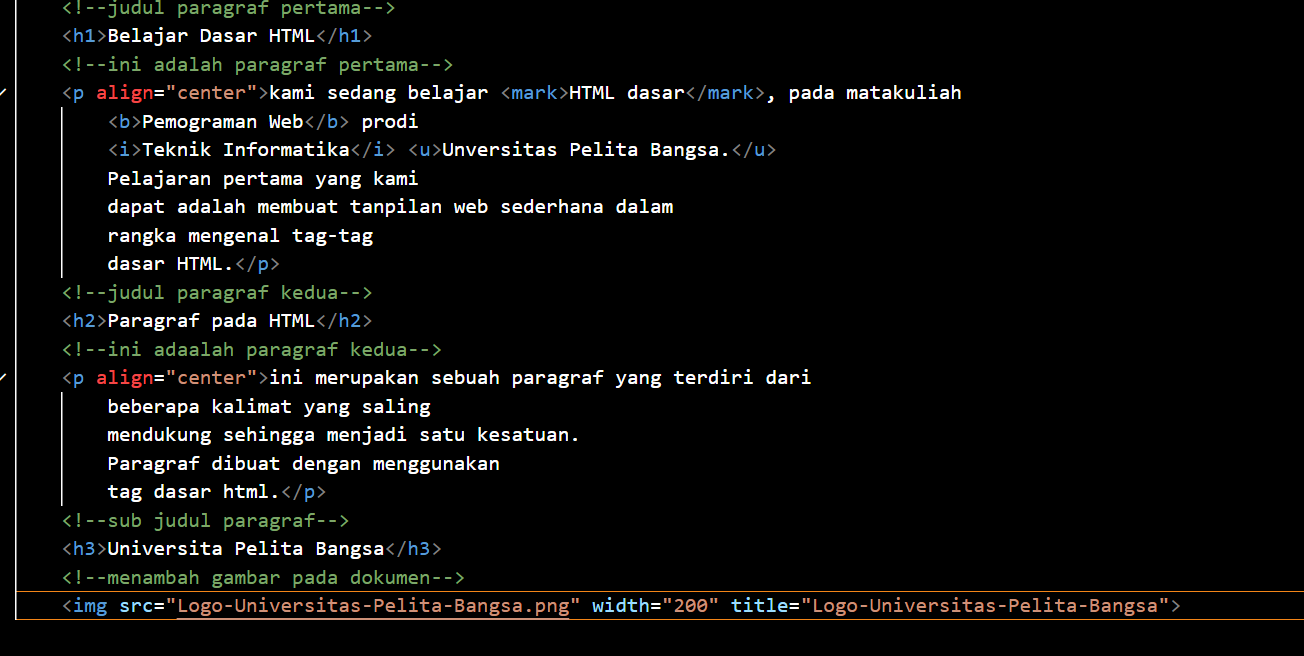 <!--judul paragraf pertama-->
<h1>Belajar Dasar HTML</h1>
<!--ini adalah paragraf pertama-->
<p align="center">kami sedang belajar <mark>HTML dasar</mark>, pada matakuliah
<b>Pemograman Web</b> prodi
<i>Teknik Informatika</i> <u>Unversitas Pelita Bangsa.</u>
Pelajaran pertama yang kami
dapat adalah membuat tanpilan web sederhana dalam
rangka mengenal tag-tag
dasar HTML.</p>
<!--judul paragraf kedua-->
<h2>Paragraf pada HTML</h2>
<!--ini adaalah paragraf kedua-->
<p align="center">ini merupakan sebuah paragraf yang terdiri dari
beberapa kalimat yang saling
mendukung sehingga menjadi satu kesatuan.
Paragraf dibuat dengan menggunakan
tag dasar html.</p>
<!--sub judul paragraf-->
<h3>Universita Pelita Bangsa</h3>
<!--menambah gambar pada dokumen-->
<img src="Logo-Universitas-Pelita-Bangsa.png" width="200" title="Logo-Universitas-Pelita-Bangsa">